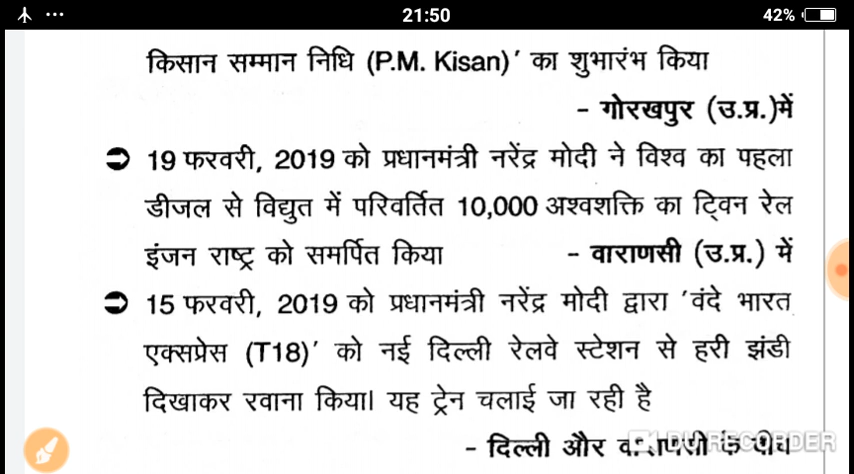 21:50
42%
किसान सम्मान निधि (P.M. Kisan)' का शुभारंभ किया
- गोरखपुर (उ.प्र.)में
➲ 19 फरवरी, 2019 को प्रधानमंत्री नरेंद्र मोदी ने विश्व का पहला
डीजल से विद्युत में परिवर्तित 10,000 अश्वशक्ति का ट्विन रेल
इंजन राष्ट्र को समर्पित किया - वाराणसी (उ.प्र.) में
➲ 15 फरवरी, 2019 को प्रधानमंत्री नरेंद्र मोदी द्वारा 'वंदे भारत
एक्सप्रेस (T18)' को नई दिल्ली रेलवे स्टेशन से हरी झंडी
दिखाकर रवाना किया। यह ट्रेन चलाई जा रही है
- दिल्ली और के बीच
DU RECORDER